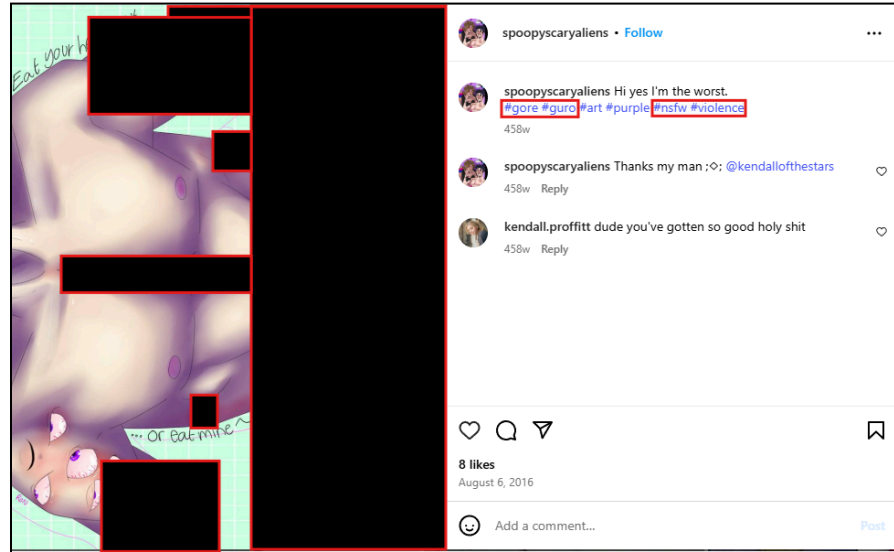 Eat your h
... or eat mine~
Roni
spoopyscaryaliens • Follow
spoopyscaryaliens Hi yes I'm the worst.
#gore #guro #art #purple #nsfw #violence
458w
spoopyscaryaliens Thanks my man ;◇; @kendallofthestars
458w Reply
kendall.proffitt dude you've gotten so good holy shit
458w Reply
8 likes
August 6, 2016
Add a comment...
Post